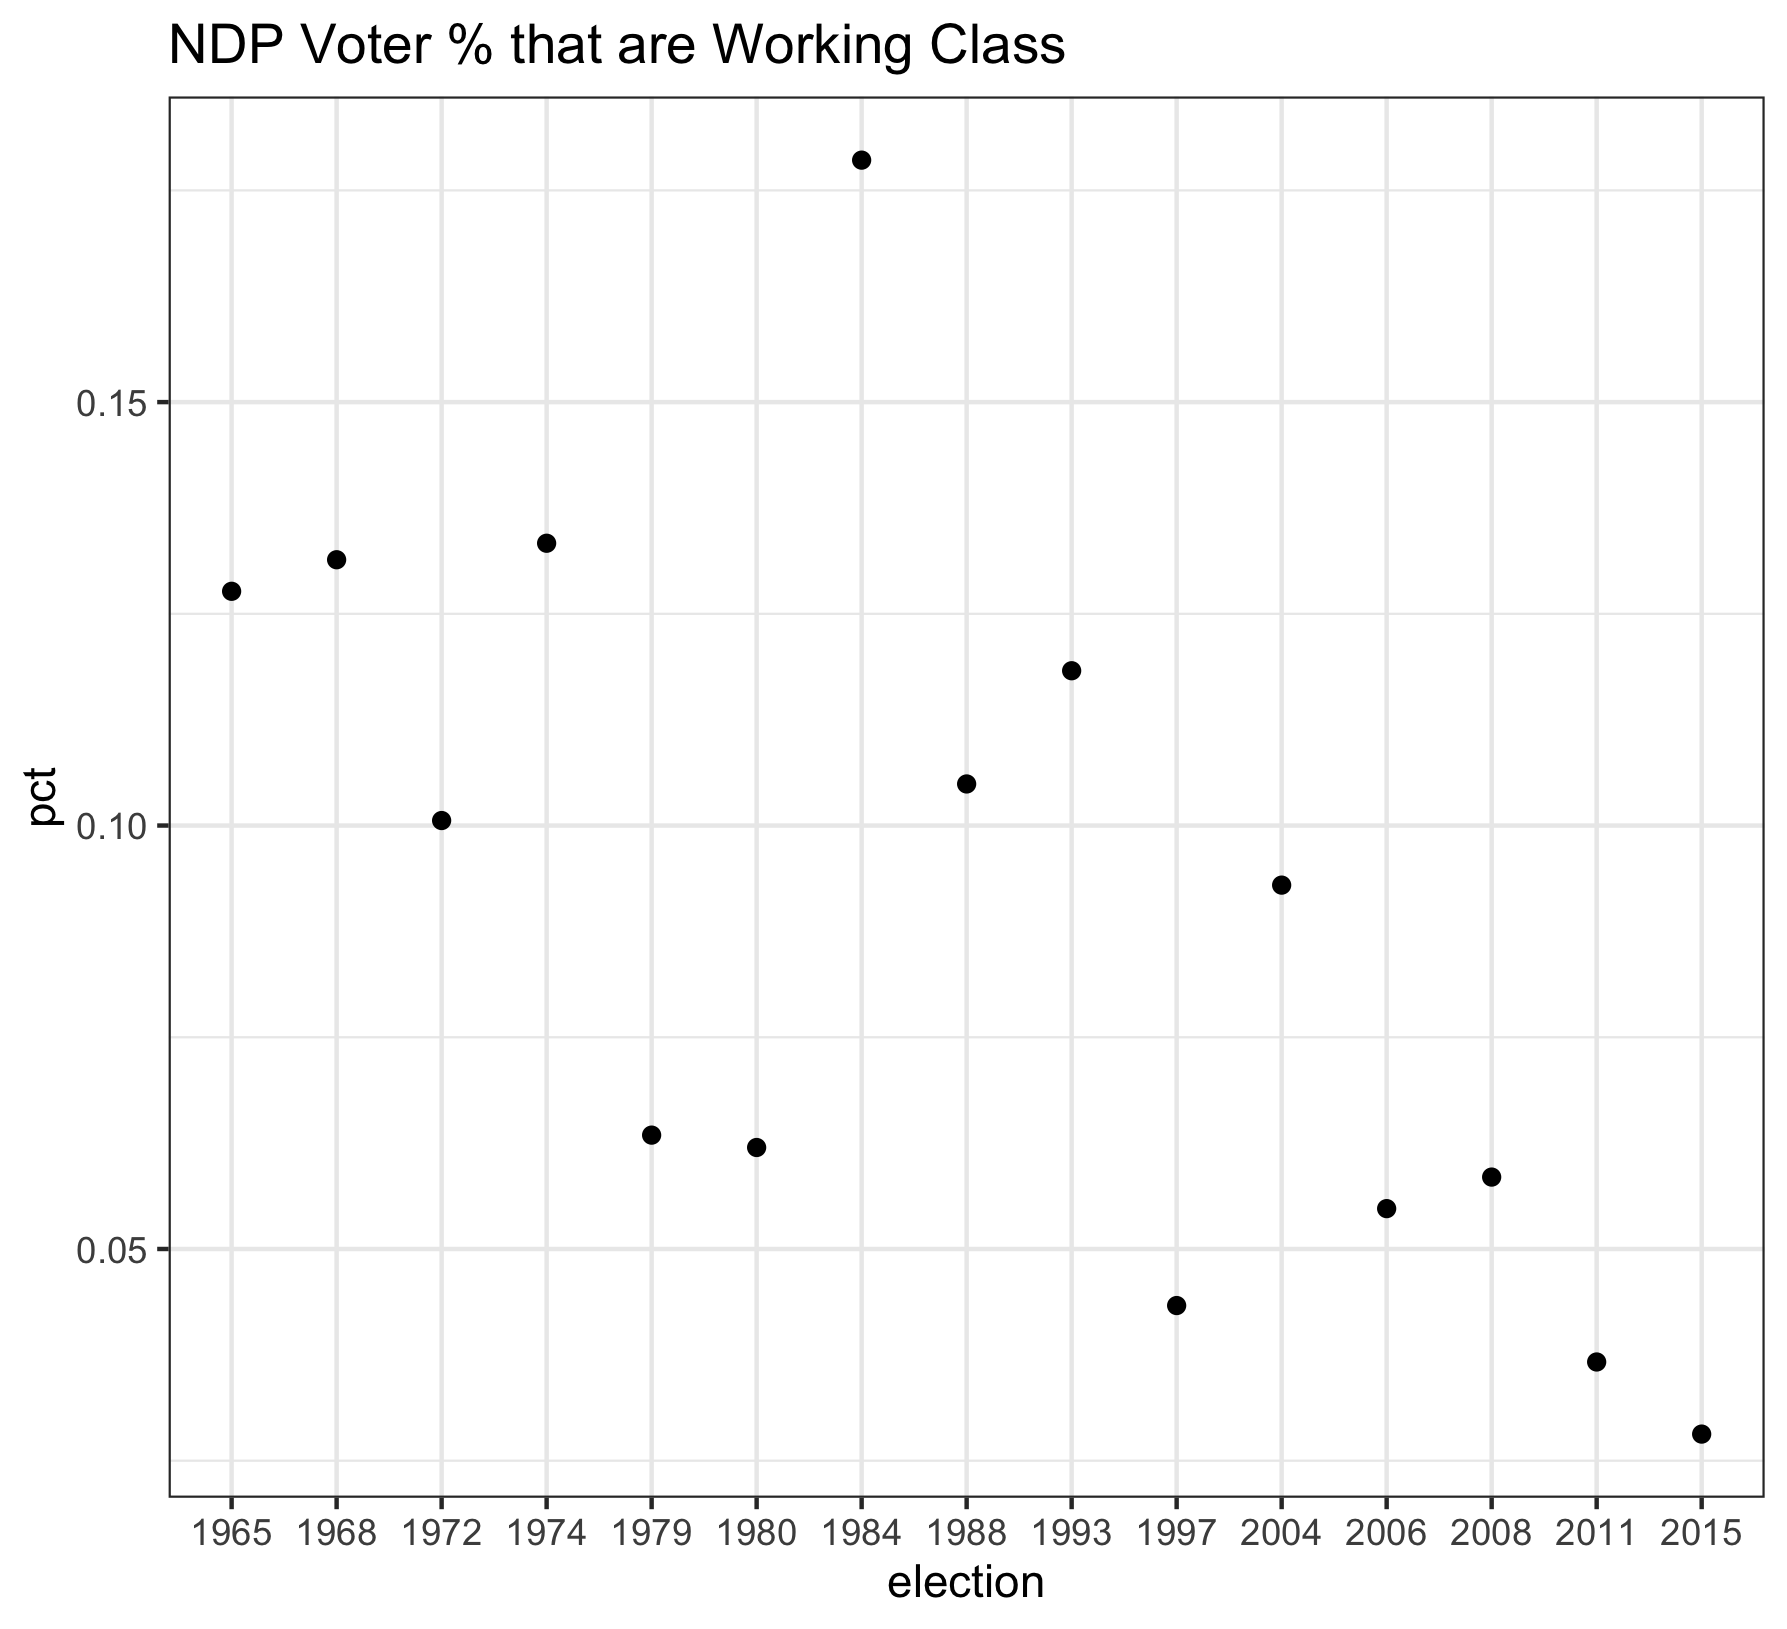 NDP Voter % that are Working Class
pct
0.15
0.10
0.05
1965 1968 1972 1974 1979 1980 1984 1988 1993 1997 2004 2006 2008 2011 2015
election